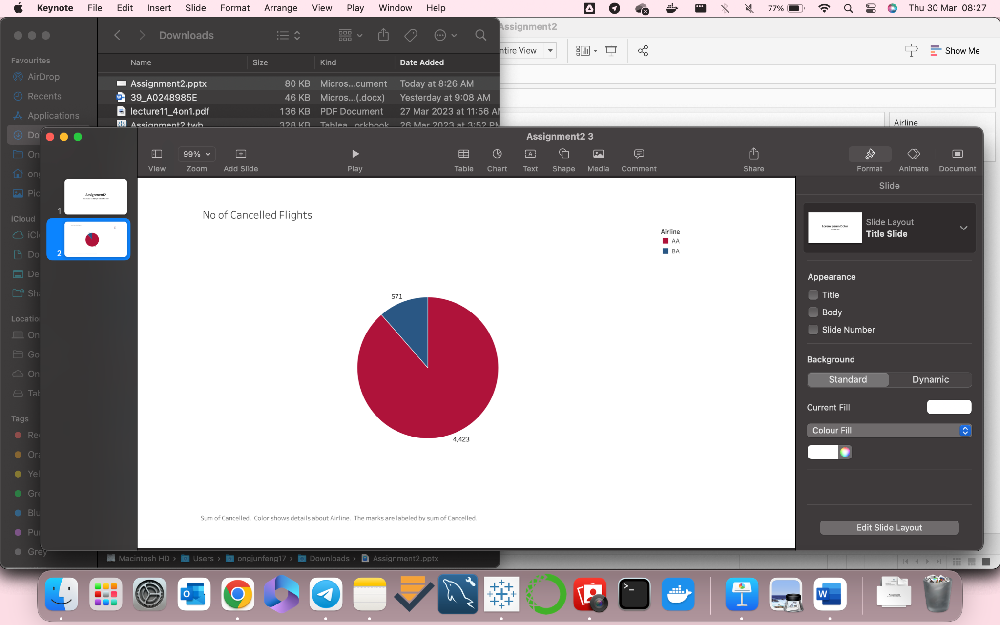 Keynote File Edit Insert Slide Format Arrange View Play Window Help 77% Thu 30 Mar 08:27
Downloads
Assignment2
ntire View
Show Me
Favourites
AirDrop
Recents
Applications
Do
On
ong
Pic
iCloud
iCl
Do
De
Sha
Location
On
Go
On
Tab
Tags
Re
Ora
Yel
Gre
Blu
Pur
Grey
Name Size Kind Date Added
Assignment2.pptx 80 KB Micros...cument Today at 8:26 AM
39_A0248985E 46 KB Micros...(.docx) Yesterday at 9:08 AM
lecture11_4on1.pdf 136 KB PDF Document 27 Mar 2023 at 11:56 AM
Assignment2.twb 328 KB Tablea...orkbook 26 Mar 2023 at 3:52 PM
Airline
Assignment2 3
99%
View Zoom Add Slide Play Table Chart Text Shape Media Comment Share Format Animate Document
Assignment2
1
2
No of Cancelled Flights
Airline
AA
BA
571
4,423
Sum of Cancelled. Color shows details about Airline. The marks are labeled by sum of Cancelled.
Slide
Lorem Ipsum Dolor
Slide Layout
Title Slide
Appearance
Title
Body
Slide Number
Background
Standard Dynamic
Current Fill
Colour Fill
Edit Slide Layout
Macintosh HD › Users › ongjunfeng17 › Downloads › Assignment2.pptx